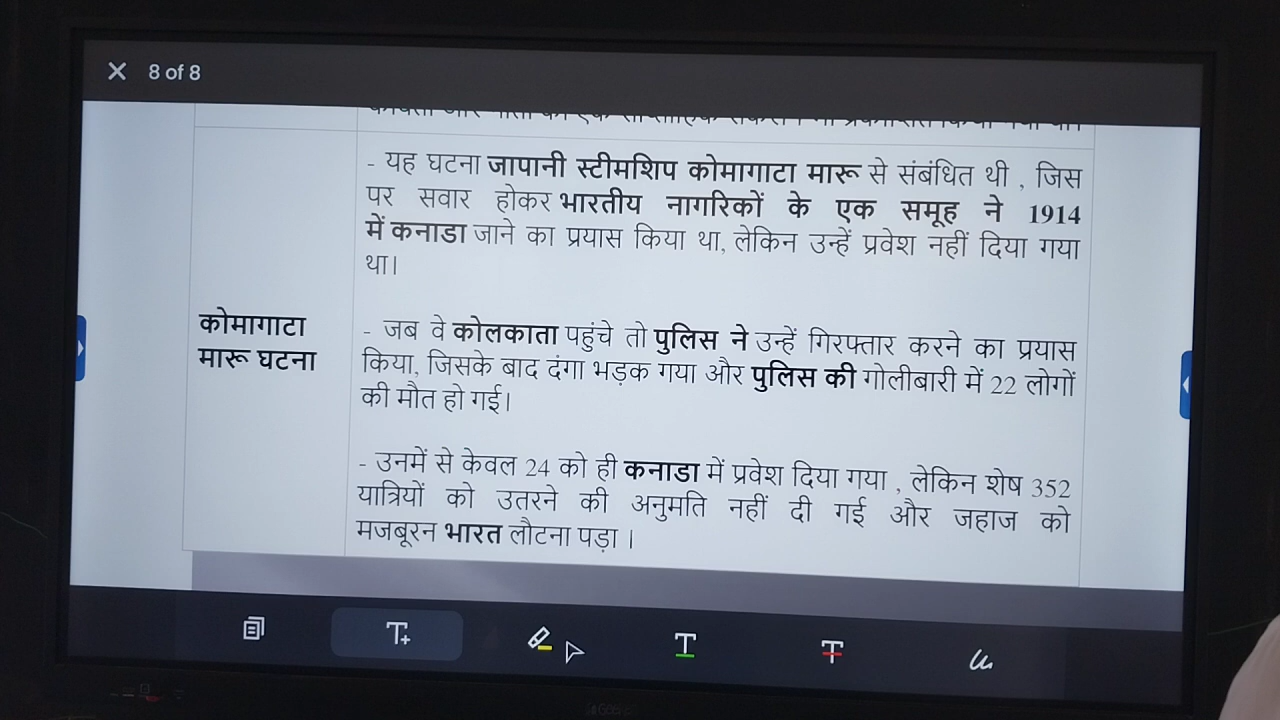 8 of 8
- यह घटना जापानी स्टीमशिप कोमागाटा मारू से संबंधित थी , जिस
पर सवार होकर भारतीय नागरिकों के एक समूह ने 1914
में कनाडा जाने का प्रयास किया था, लेकिन उन्हें प्रवेश नहीं दिया गया
था।
कोमागाटा
मारू घटना
- जब वे कोलकाता पहुंचे तो पुलिस ने उन्हें गिरफ्तार करने का प्रयास
किया, जिसके बाद दंगा भड़क गया और पुलिस की गोलीबारी में 22 लोगों
की मौत हो गई।
- उनमें से केवल 24 को ही कनाडा में प्रवेश दिया गया , लेकिन शेष 352
यात्रियों को उतरने की अनुमति नहीं दी गई और जहाज को
मजबूरन भारत लौटना पड़ा ।